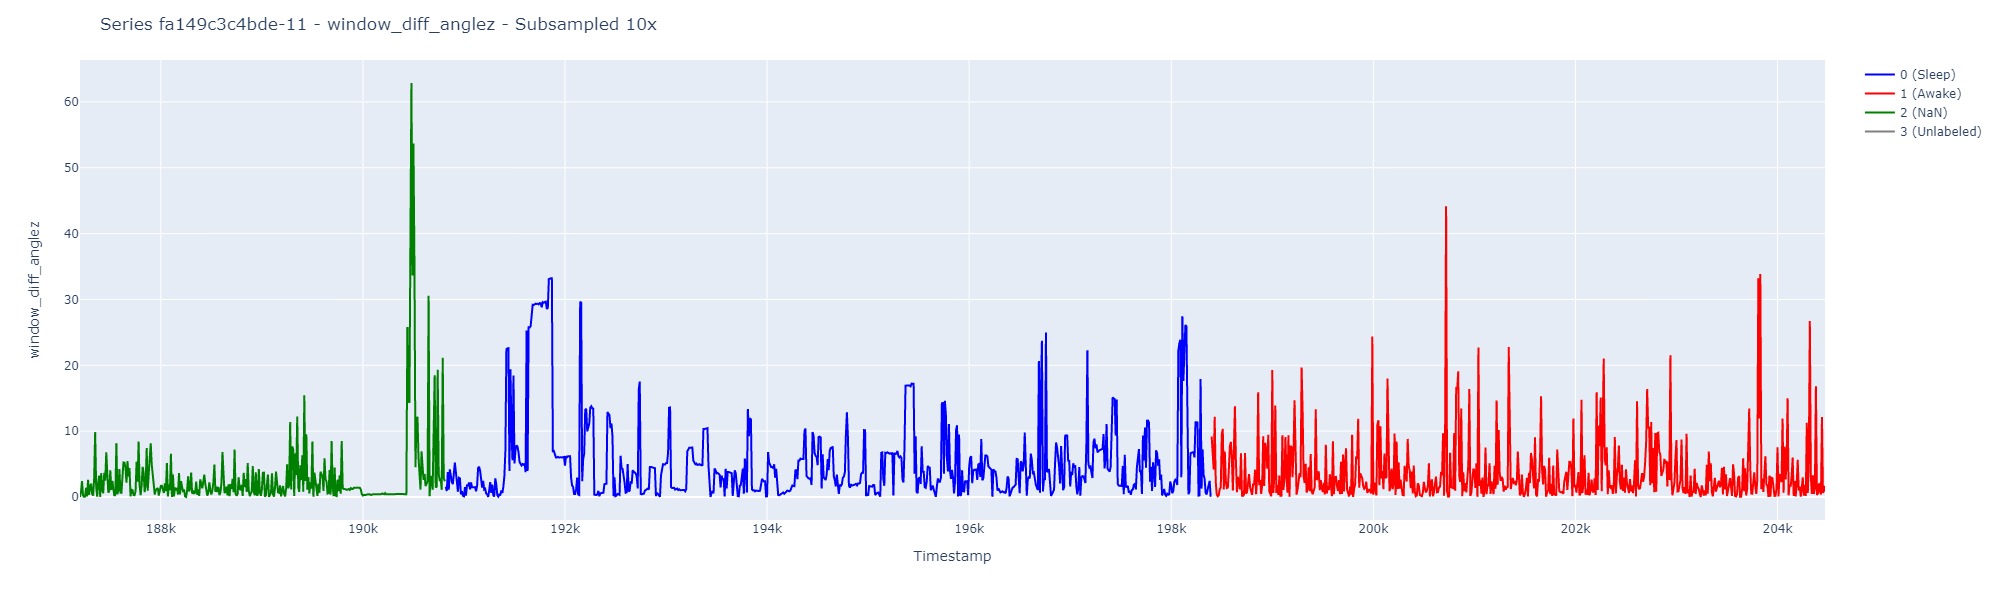 Series fa149c3c4bde-11 - window_diff_anglez - Subsampled 10x
0 (Sleep)
1 (Awake)
2 (NaN)
3 (Unlabeled)
window_diff_anglez
60
50
40
30
20
10
0
188k 190k 192k 194k 196k 198k 200k 202k 204k
Timestamp